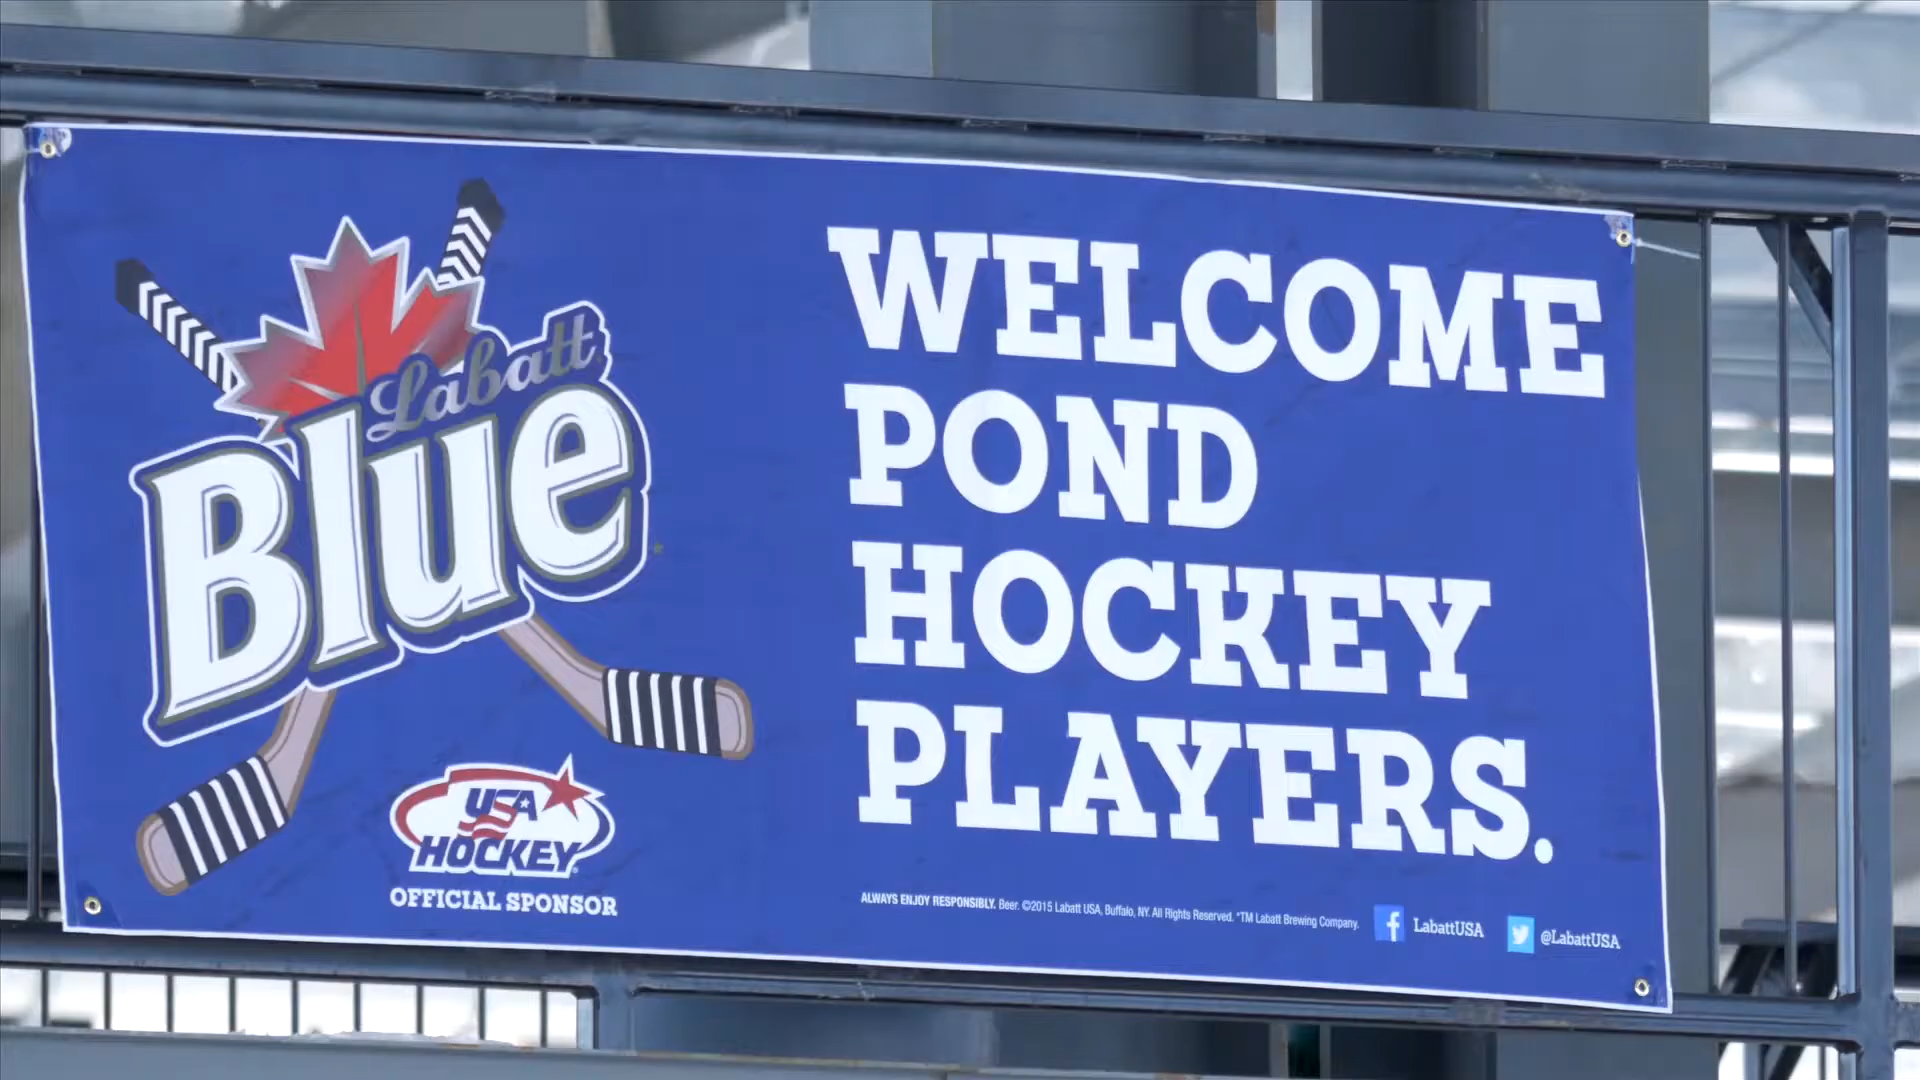 Labatt
Blue
USA
HOCKEY
OFFICIAL SPONSOR
WELCOME
POND
HOCKEY
PLAYERS.
ALWAYS ENJOY RESPONSIBLY. Beer. ©2015 Labatt USA, Buffalo, NY. All Rights Reserved. *TM Labatt Brewing Company.
LabattUSA
@LabattUSA